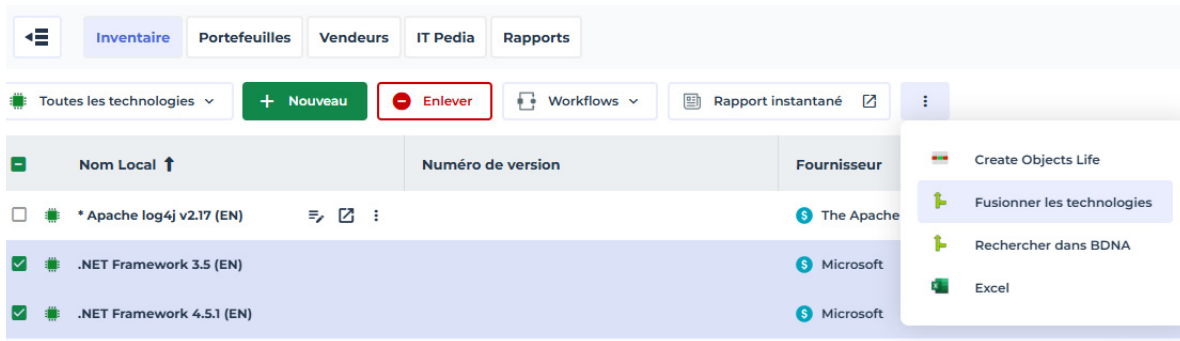 Inventaire Portefeuilles Vendeurs IT Pedia Rapports
Toutes les technologies + Nouveau Enlever Workflows Rapport instantané
Nom Local ↑ Numéro de version Fournisseur
* Apache log4j v2.17 (EN) The Apache
.NET Framework 3.5 (EN) Microsoft
.NET Framework 4.5.1 (EN) Microsoft
Create Objects Life
Fusionner les technologies
Rechercher dans BDNA
Excel